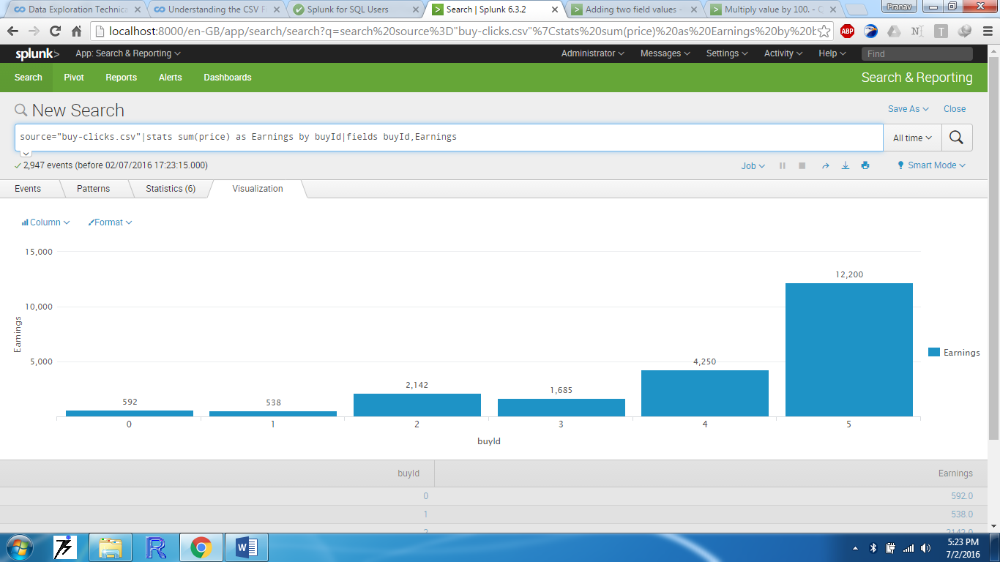 Data Exploration Technica
Understanding the CSV F
Splunk for SQL Users
Search | Splunk 6.3.2
Adding two field values -
Multiply value by 100. -
Pranav
localhost:8000/en-GB/app/search/search?q=search%20source%3D"buy-clicks.csv"%7Cstats%20sum(price)%20as%20Earnings%20by%20b
ABP
splunk> App: Search & Reporting Administrator Messages Settings Activity Help Find
Search Pivot Reports Alerts Dashboards Search & Reporting
New Search Save As Close
source="buy-clicks.csv"|stats sum(price) as Earnings by buyId|fields buyId,Earnings All time
2,947 events (before 02/07/2016 17:23:15.000) Job Smart Mode
Events Patterns Statistics (6) Visualization
Column Format
15,000
12,200
10,000
Earnings
5,000
4,250
Earnings
2,142
1,685
592
538
0 1 2 3 4 5
buyId
buyId Earnings
0 592.0
1 538.0
2 2142.0
5:23 PM
7/2/2016